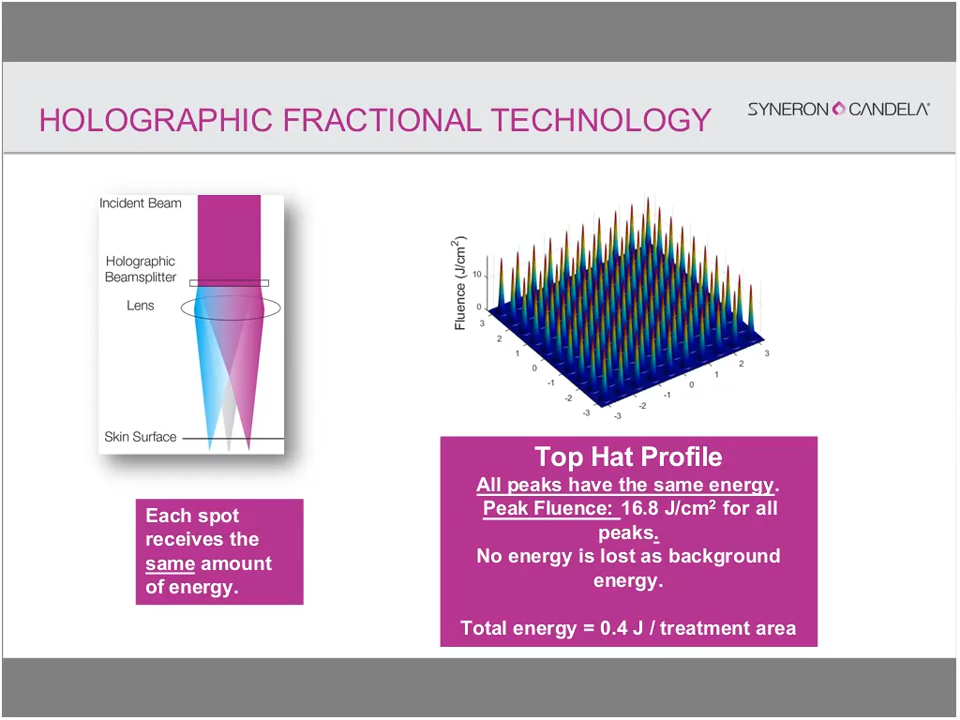 HOLOGRAPHIC FRACTIONAL TECHNOLOGY
SYNERON CANDELA®
Incident Beam
Holographic
Beamsplitter
Lens
Skin Surface
Each spot
receives the
same amount
of energy.
Fluence (J/cm²)
10
0
3
2
1
0
-1
-2
-3
-3
-2
-1
0
1
2
3
Top Hat Profile
All peaks have the same energy.
Peak Fluence: 16.8 J/cm² for all
peaks.
No energy is lost as background
energy.
Total energy = 0.4 J / treatment area